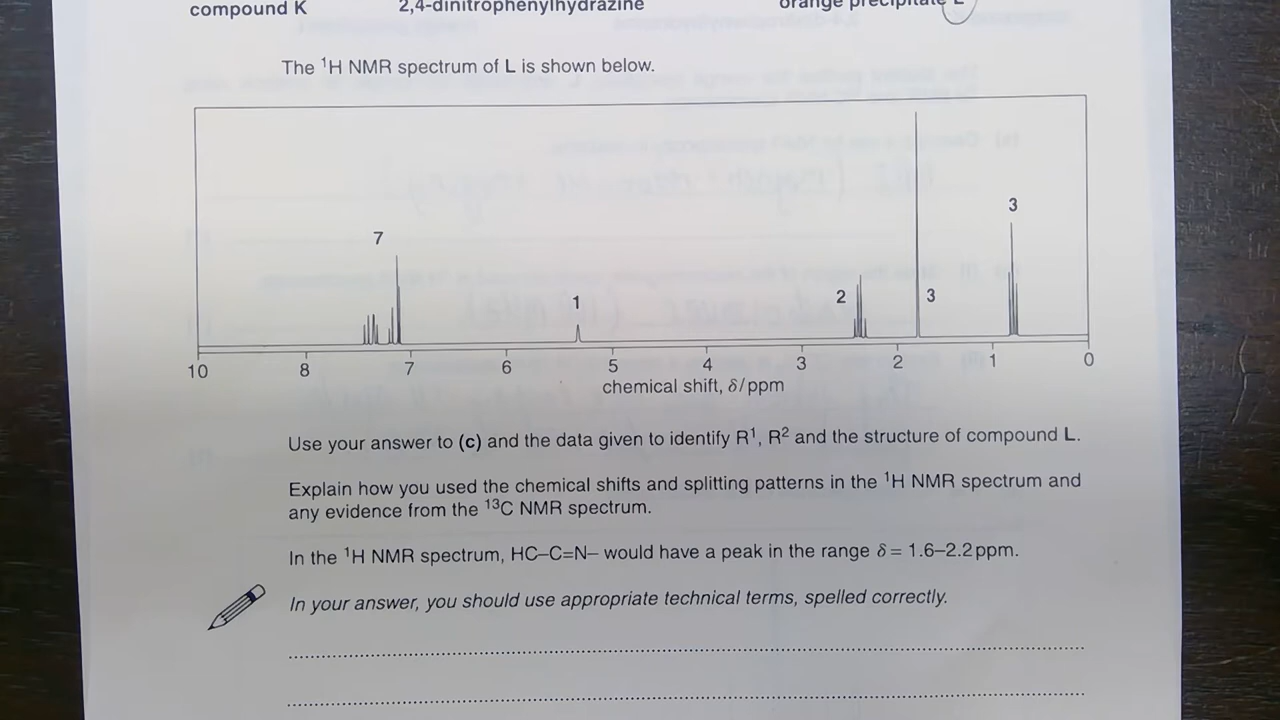 compound K 2,4-dinitrophenylhydrazine orange precipitate L
The ¹H NMR spectrum of L is shown below.
7 1 2 3 3
10 8 7 6 5 4 3 2 1 0
chemical shift, δ/ppm
Use your answer to (c) and the data given to identify R¹, R² and the structure of compound L.
Explain how you used the chemical shifts and splitting patterns in the ¹H NMR spectrum and
any evidence from the ¹³C NMR spectrum.
In the ¹H NMR spectrum, HC–C=N– would have a peak in the range δ = 1.6–2.2 ppm.
In your answer, you should use appropriate technical terms, spelled correctly.